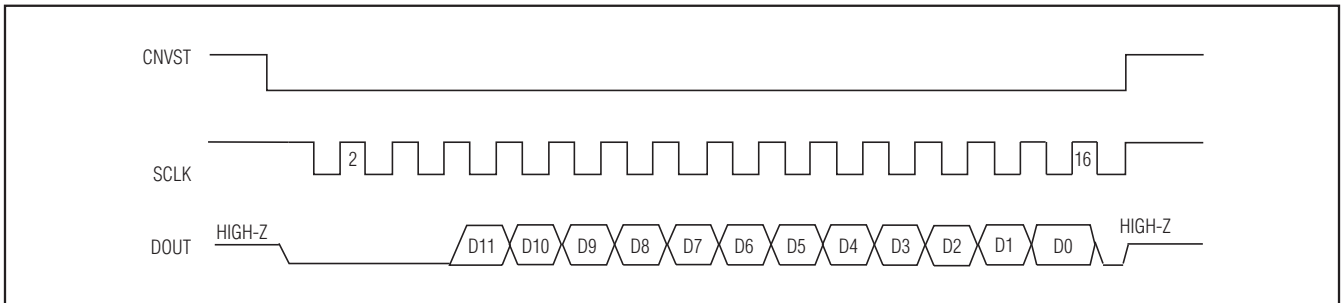 CNVST
SCLK 2 16
DOUT HIGH-Z D11 D10 D9 D8 D7 D6 D5 D4 D3 D2 D1 D0 HIGH-Z